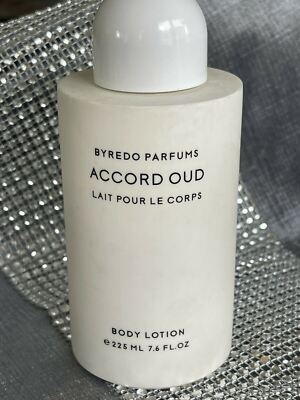 BYREDO PARFUMS
ACCORD OUD
LAIT POUR LE CORPS
BODY LOTION
℮ 225 ML 7.6 FL.OZ